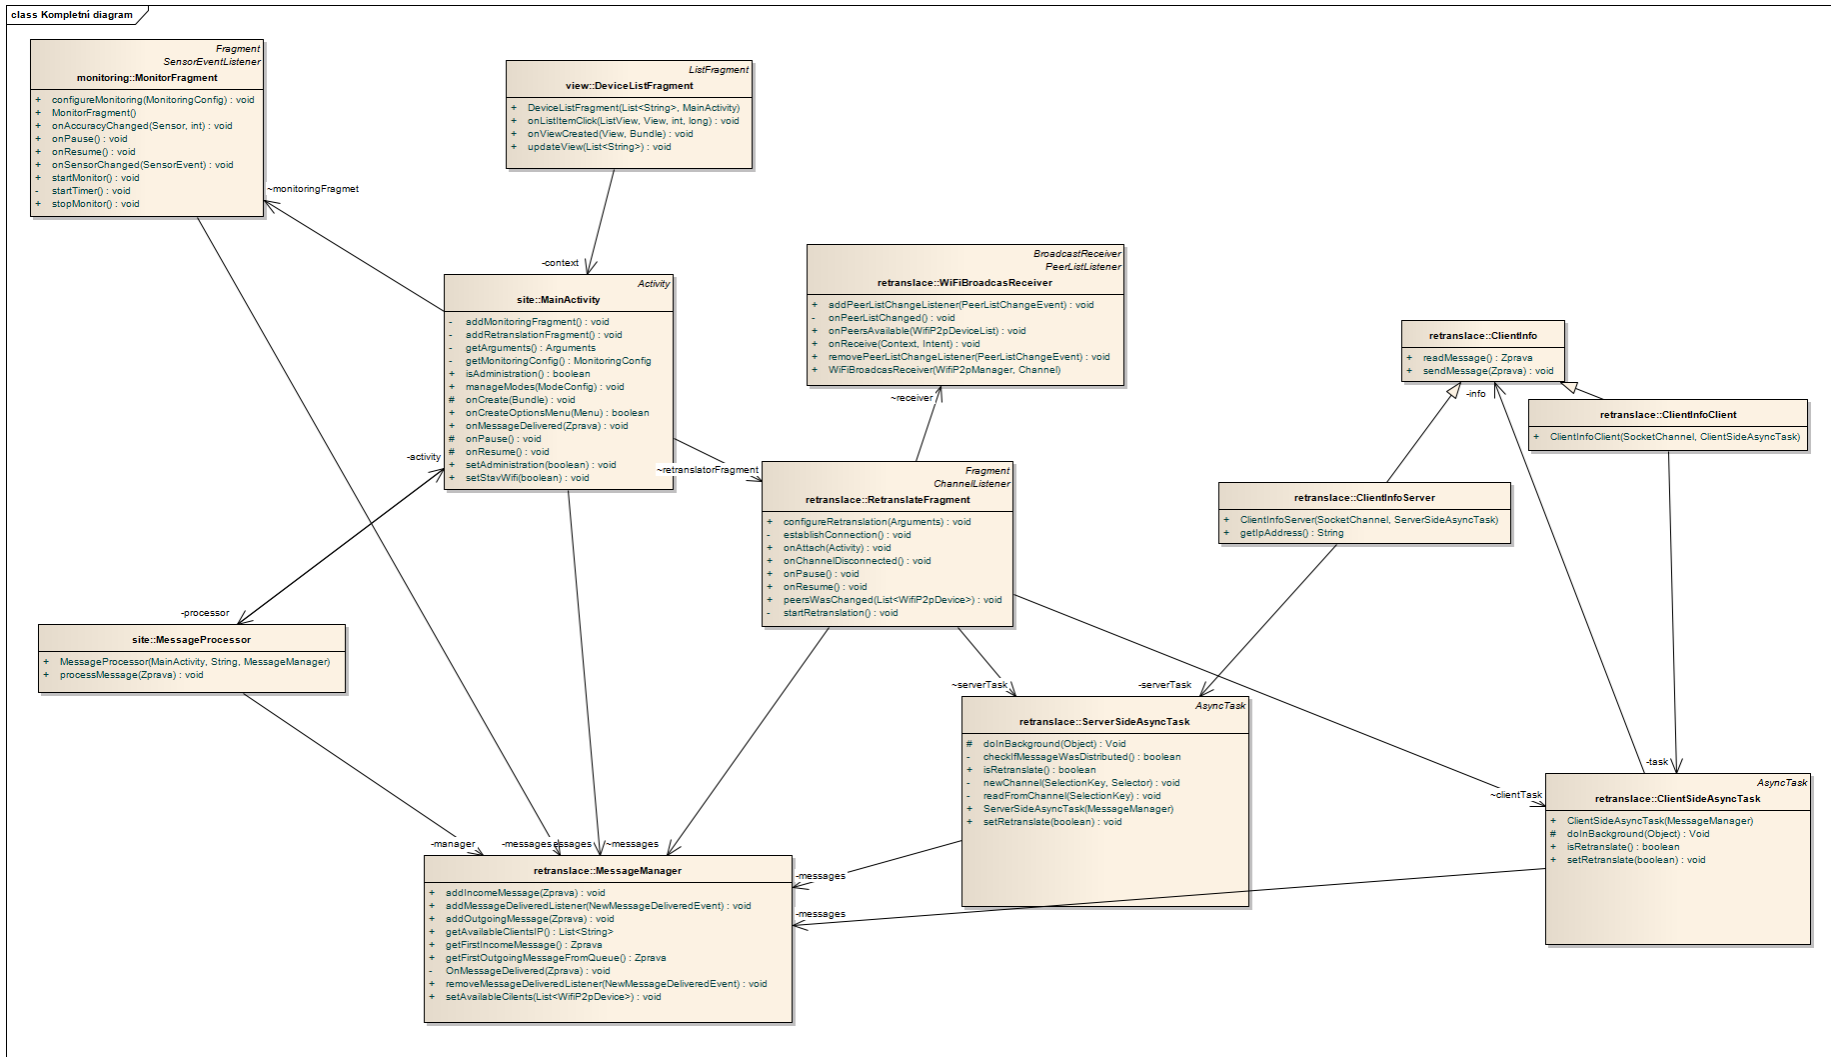 class Kompletní diagram
Fragment
SensorEventListener
monitoring::MonitorFragment
+ configureMonitoring(MonitoringConfig) : void
+ MonitorFragment()
+ onAccuracyChanged(Sensor, int) : void
+ onPause() : void
+ onResume() : void
+ onSensorChanged(SensorEvent) : void
+ startMonitor() : void
- startTimer() : void
+ stopMonitor() : void
ListFragment
view::DeviceListFragment
+ DeviceListFragment(List<String>, MainActivity)
+ onListItemClick(ListView, View, int, long) : void
+ onViewCreated(View, Bundle) : void
+ updateView(List<String>) : void
~monitoringFragmet
-context
Activity
site::MainActivity
- addMonitoringFragment() : void
- addRetranslationFragment() : void
- getArguments() : Arguments
- getMonitoringConfig() : MonitoringConfig
+ isAdministration() : boolean
+ manageModes(ModeConfig) : void
# onCreate(Bundle) : void
+ onCreateOptionsMenu(Menu) : boolean
+ onMessageDelivered(Zprava) : void
# onPause() : void
# onResume() : void
+ setAdministration(boolean) : void
+ setStavWifi(boolean) : void
BroadcastReceiver
PeerListListener
retranslace::WiFiBroadcasReceiver
+ addPeerListChangeListener(PeerListChangeEvent) : void
- onPeerListChanged() : void
+ onPeersAvailable(WifiP2pDeviceList) : void
+ onReceive(Context, Intent) : void
+ removePeerListChangeListener(PeerListChangeEvent) : void
+ WiFiBroadcasReceiver(WifiP2pManager, Channel)
~receiver
retranslace::ClientInfo
+ readMessage() : Zprava
+ sendMessage(Zprava) : void
-info
retranslace::ClientInfoClient
+ ClientInfoClient(SocketChannel, ClientSideAsyncTask)
-activity
~retranslatorFragment
Fragment
ChannelListener
retranslace::RetranslateFragment
+ configureRetranslation(Arguments) : void
- establishConnection() : void
+ onAttach(Activity) : void
+ onChannelDisconnected() : void
+ onPause() : void
+ onResume() : void
+ peersWasChanged(List<WifiP2pDevice>) : void
- startRetranslation() : void
retranslace::ClientInfoServer
+ ClientInfoServer(SocketChannel, ServerSideAsyncTask)
+ getIpAddress() : String
-processor
site::MessageProcessor
+ MessageProcessor(MainActivity, String, MessageManager)
+ processMessage(Zprava) : void
~serverTask
-serverTask
AsyncTask
retranslace::ServerSideAsyncTask
# doInBackground(Object) : Void
- checkIfMessageWasDistributed() : boolean
+ isRetranslate() : boolean
- newChannel(SelectionKey, Selector) : void
- readFromChannel(SelectionKey) : void
+ ServerSideAsyncTask(MessageManager)
+ setRetranslate(boolean) : void
-task
~clientTask
AsyncTask
retranslace::ClientSideAsyncTask
+ ClientSideAsyncTask(MessageManager)
# doInBackground(Object) : Void
+ isRetranslate() : boolean
+ setRetranslate(boolean) : void
-manager
-messages
essages
~messages
-messages
-messages
retranslace::MessageManager
+ addIncomeMessage(Zprava) : void
+ addMessageDeliveredListener(NewMessageDeliveredEvent) : void
+ addOutgoingMessage(Zprava) : void
+ getAvailableClientsIP() : List<String>
+ getFirstIncomeMessage() : Zprava
+ getFirstOutgoingMessageFromQueue() : Zprava
- OnMessageDelivered(Zprava) : void
+ removeMessageDeliveredListener(NewMessageDeliveredEvent) : void
+ setAvailableCilents(List<WifiP2pDevice>) : void